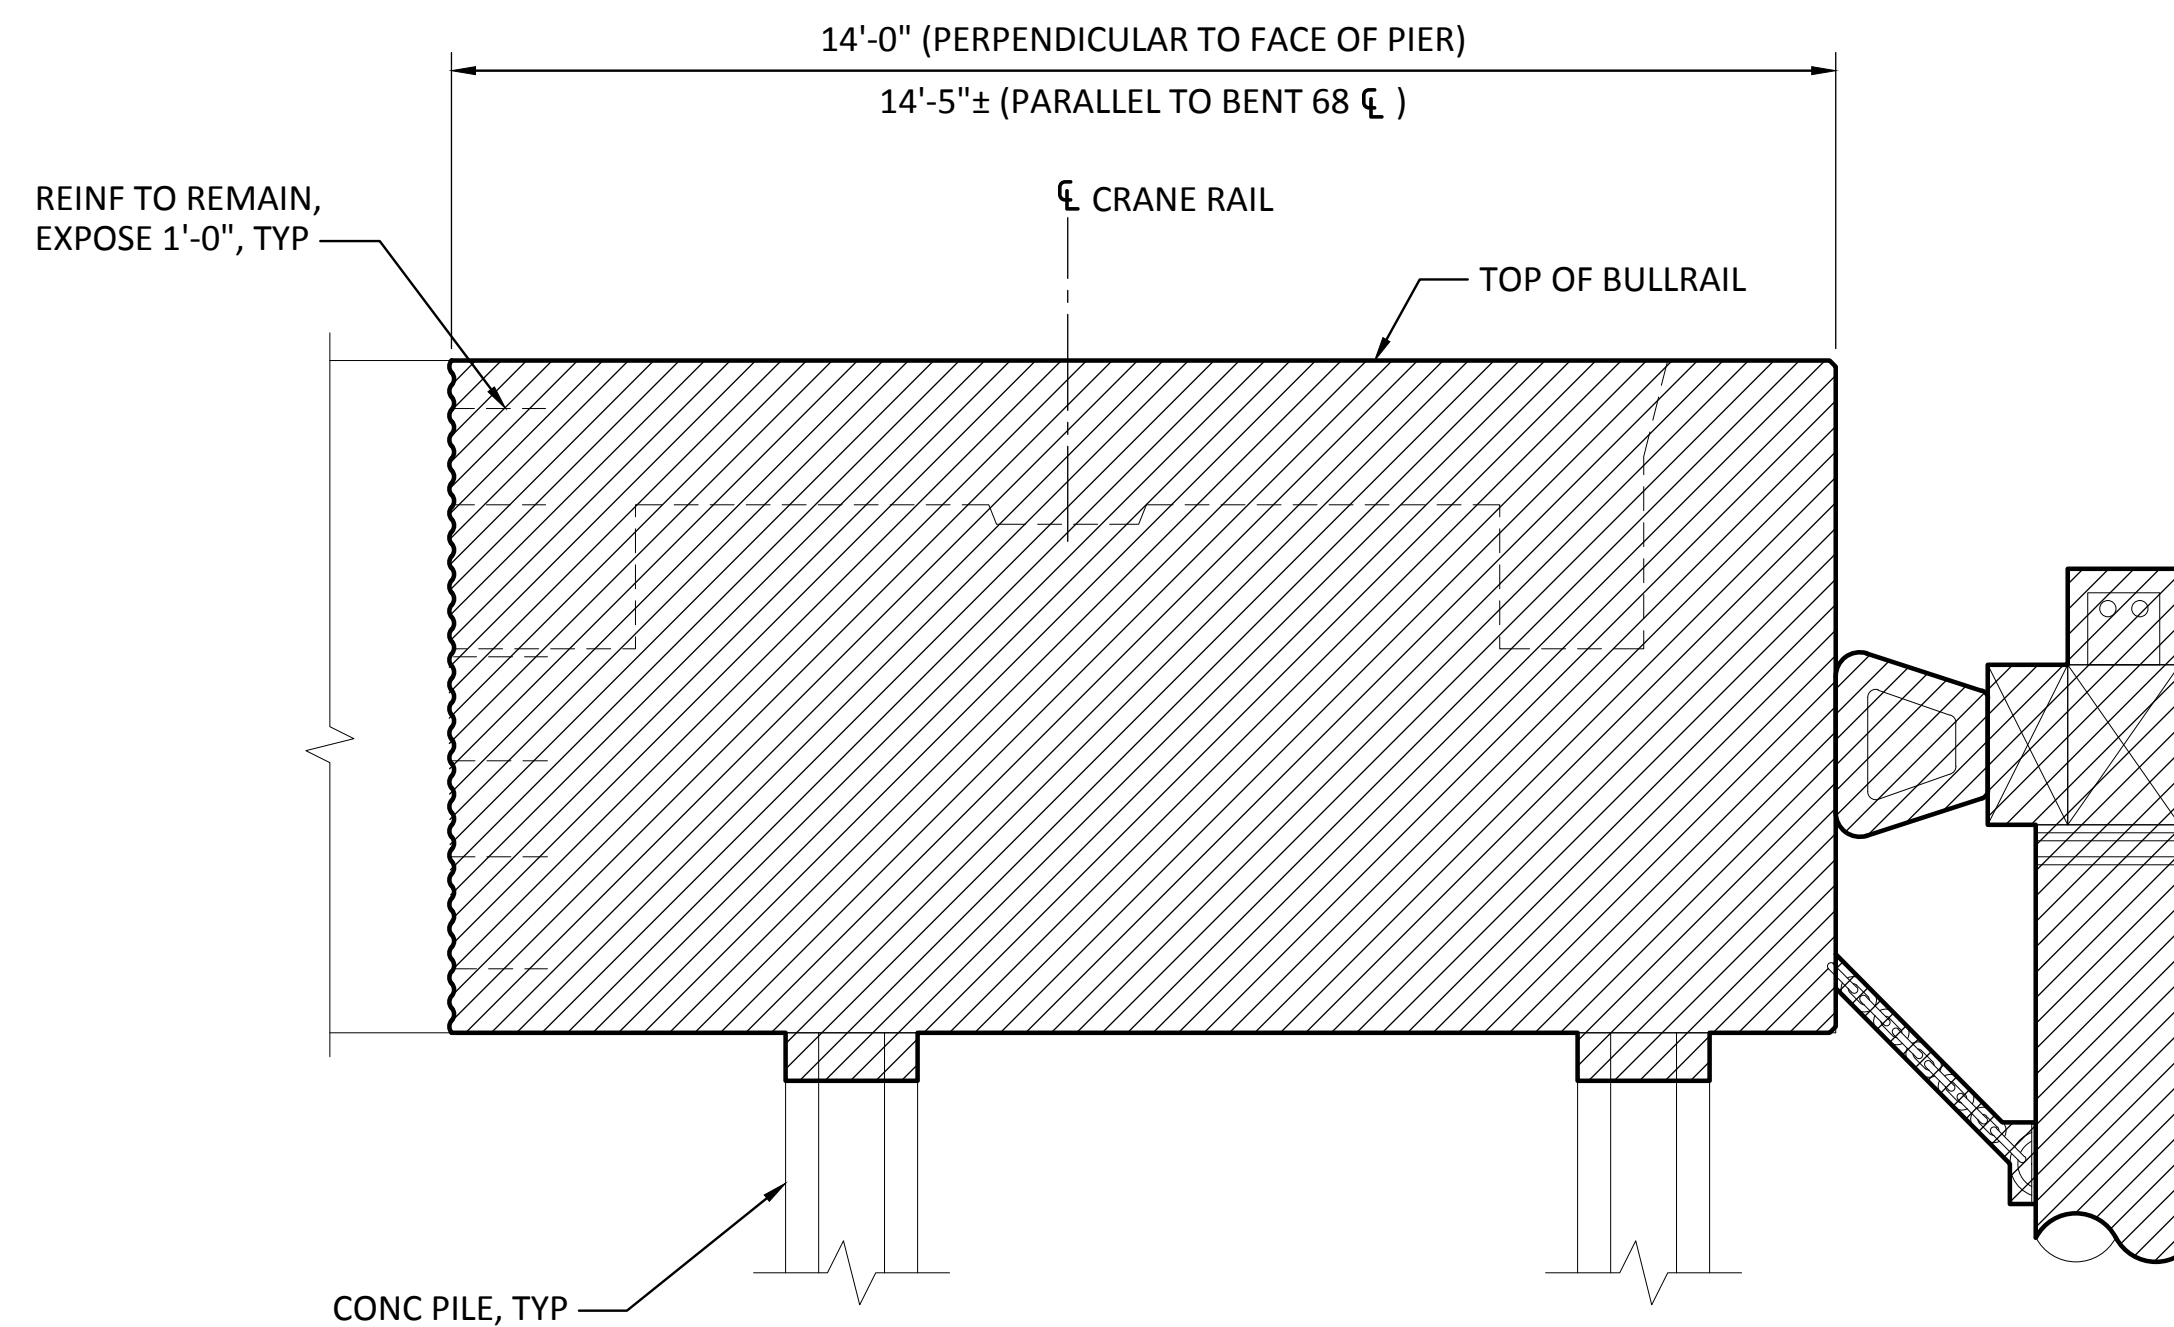 14'-0" (PERPENDICULAR TO FACE OF PIER)
14'-5"± (PARALLEL TO BENT 68 ℄ )
REINF TO REMAIN,
EXPOSE 1'-0", TYP
℄ CRANE RAIL
TOP OF BULLRAIL
CONC PILE, TYP